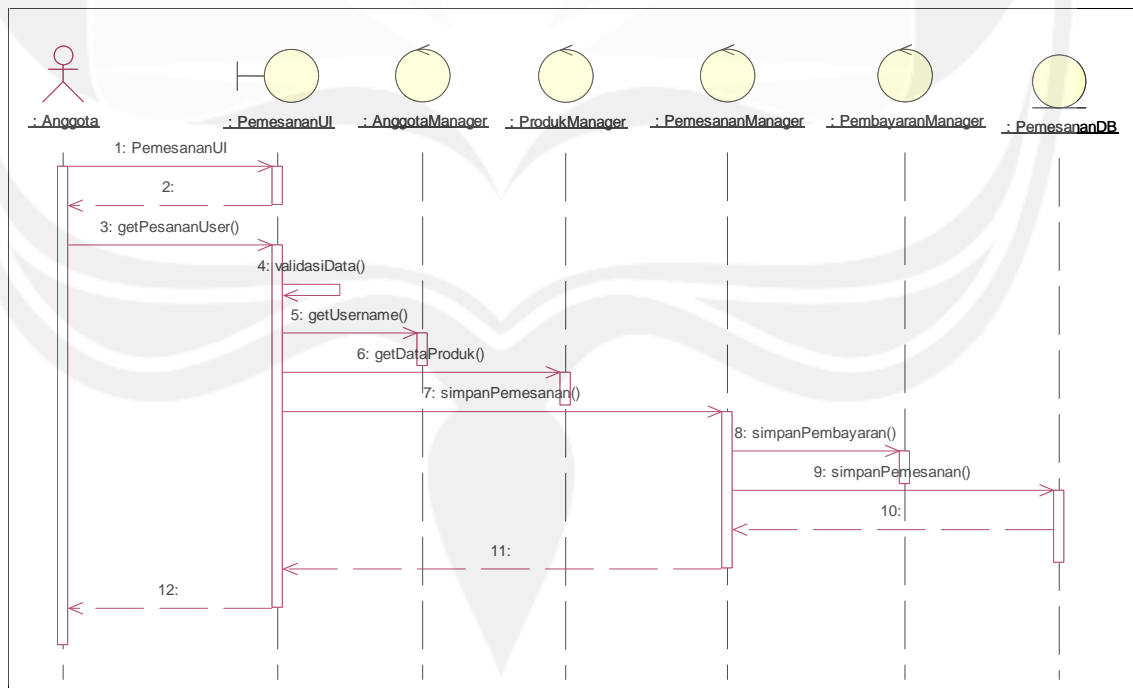 : Anggota
: PemesananUI
: AnggotaManager
: ProdukManager
: PemesananManager
: PembayaranManager
: PemesananDB
1: PemesananUI
2:
3: getPesananUser()
4: validasiData()
5: getUsername()
6: getDataProduk()
7: simpanPemesanan()
8: simpanPembayaran()
9: simpanPemesanan()
10:
11:
12: